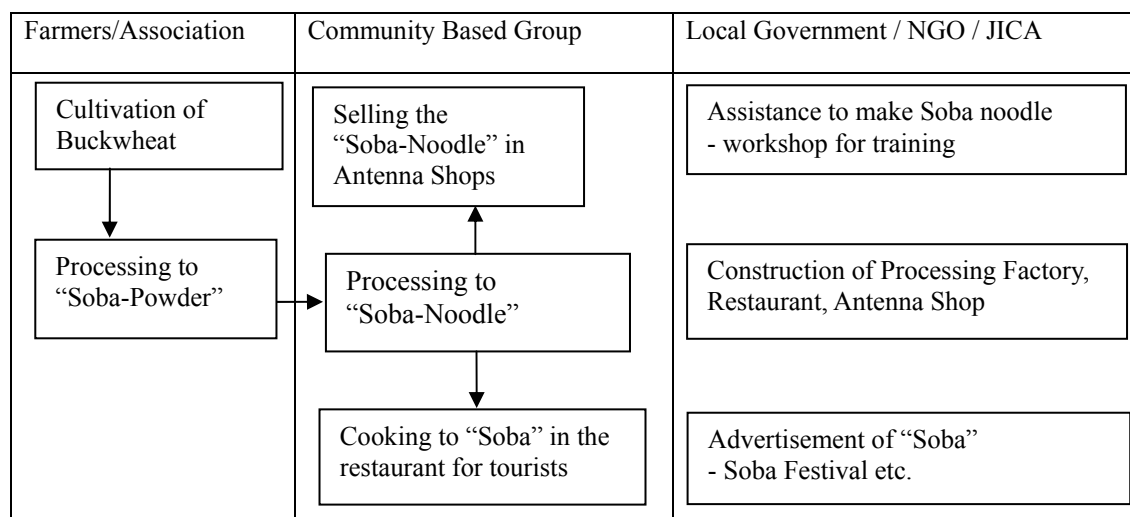 Farmers/Association
Community Based Group
Local Government / NGO / JICA
Cultivation of
Buckwheat
Processing to
“Soba-Powder”
Selling the
“Soba-Noodle” in
Antenna Shops
Processing to
“Soba-Noodle”
Cooking to “Soba” in the
restaurant for tourists
Assistance to make Soba noodle
- workshop for training
Construction of Processing Factory,
Restaurant, Antenna Shop
Advertisement of “Soba”
- Soba Festival etc.